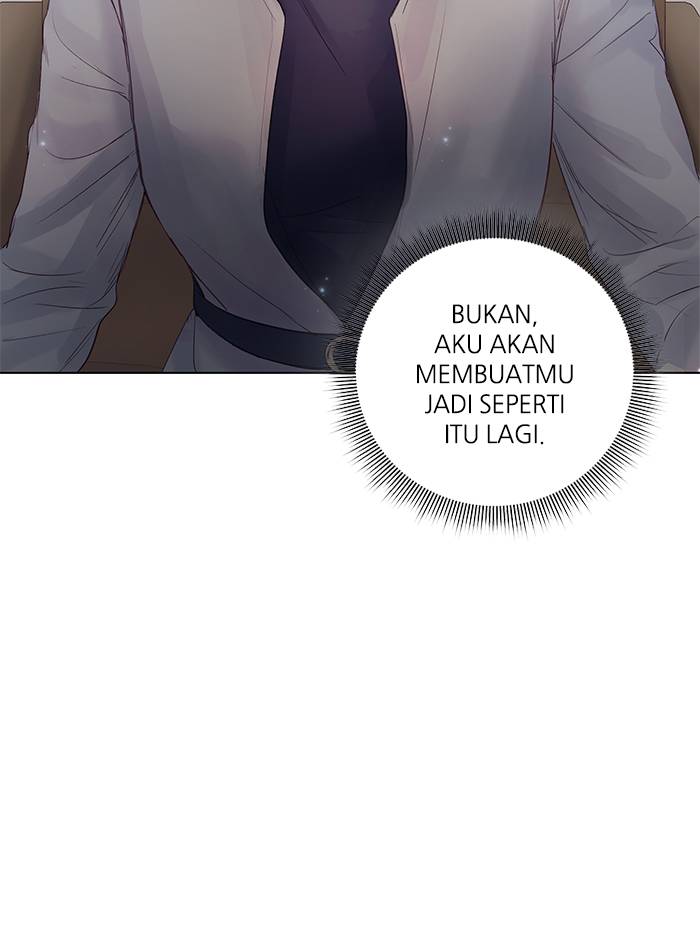 BUKAN,
AKU AKAN
MEMBUATMU
JADI SEPERTI
ITU LAGI.